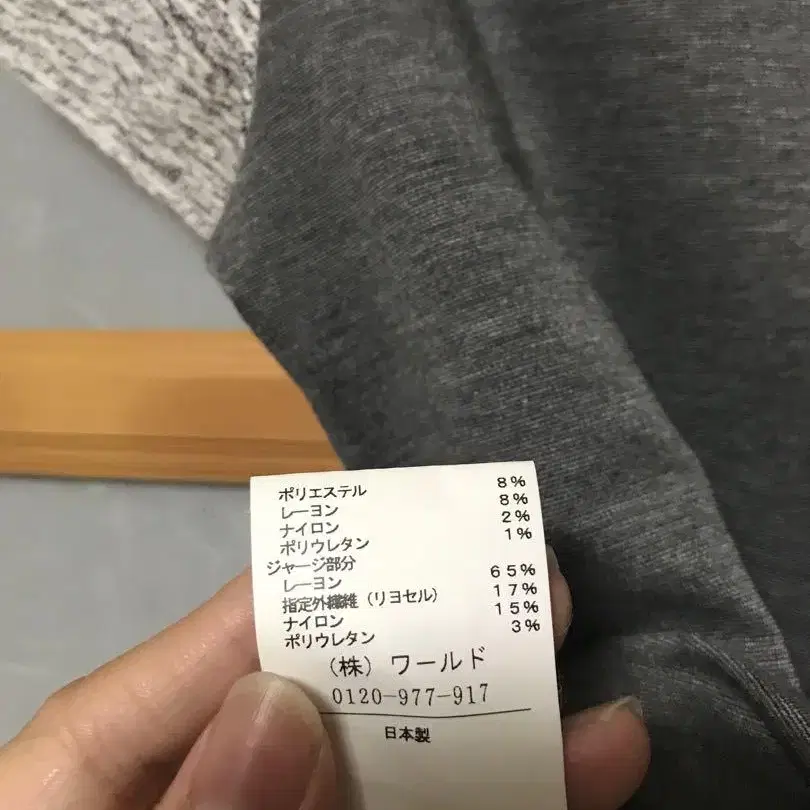 ポリエステル 8%
レーヨン 8%
ナイロン 2%
ポリウレタン 1%
ジャージ部分
レーヨン 65%
指定外繊維(リヨセル) 17%
ナイロン 15%
ポリウレタン 3%
(株)ワールド
0120-977-917
日本製